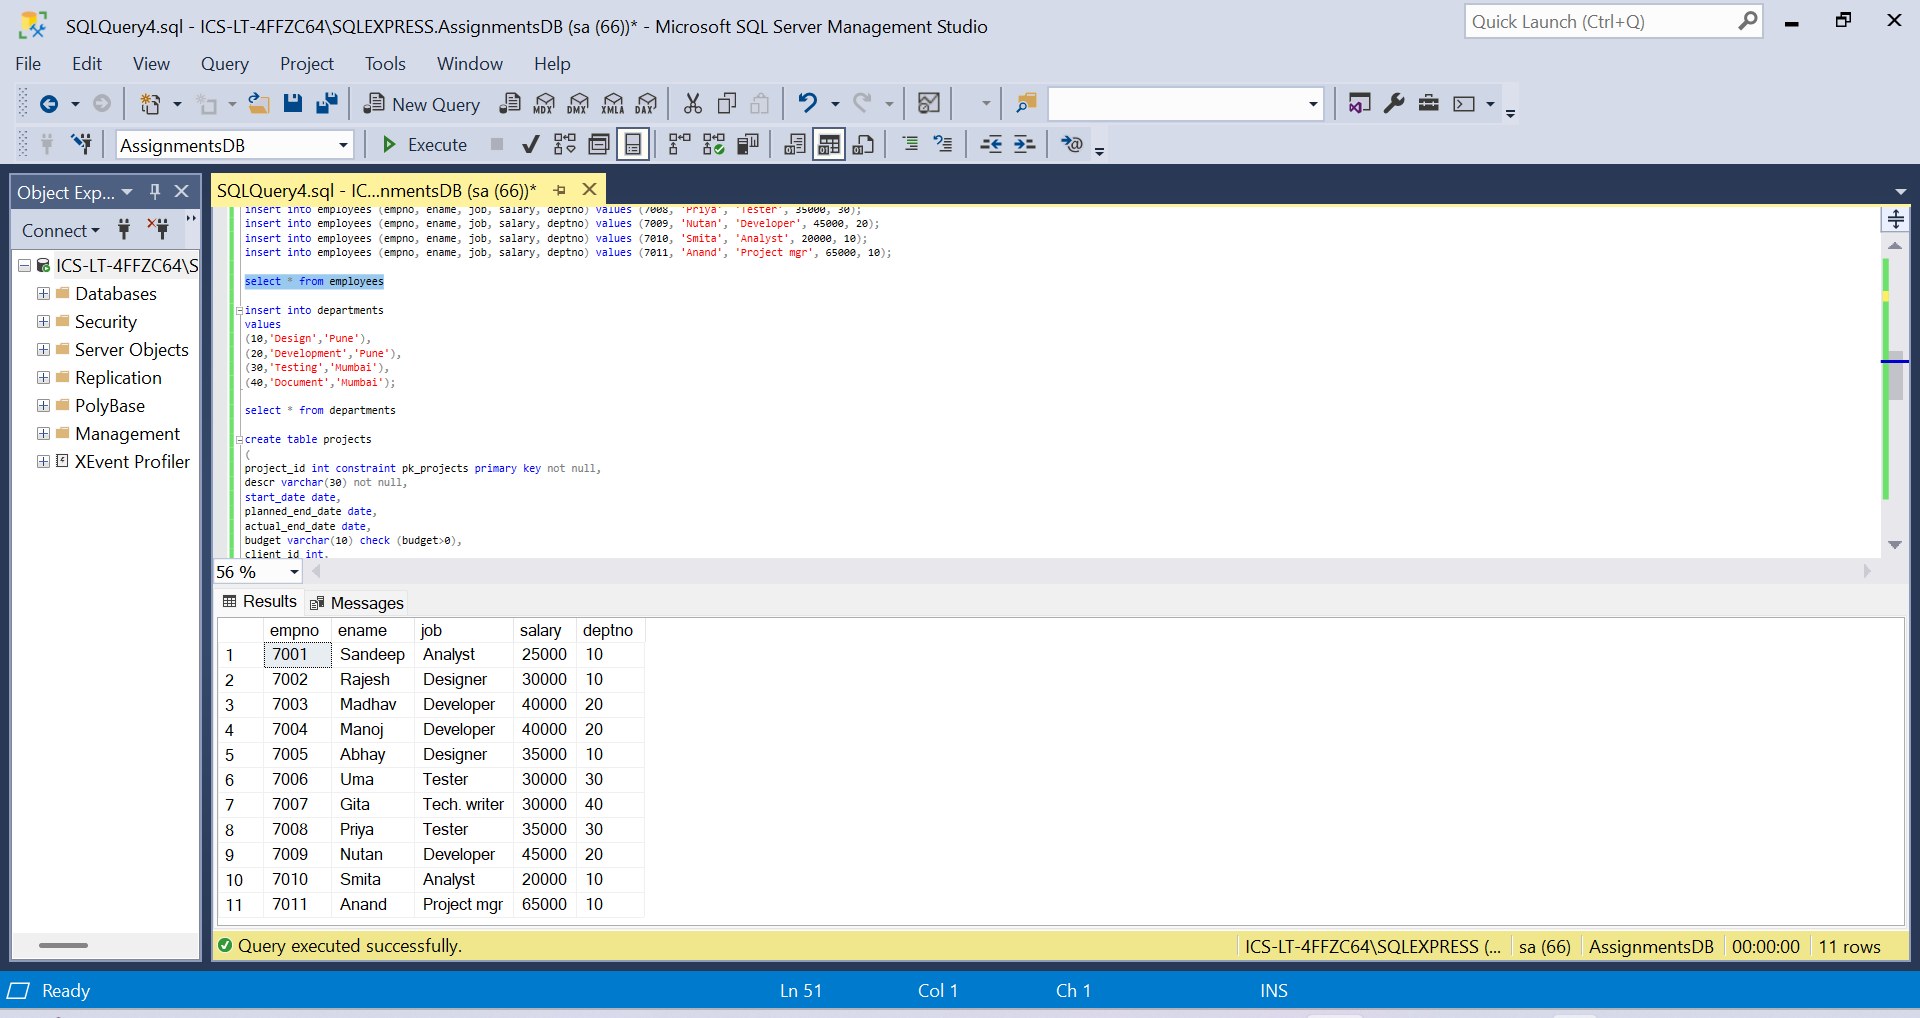 SQLQuery4.sql - ICS-LT-4FFZC64\SQLEXPRESS.AssignmentsDB (sa (66))* - Microsoft SQL Server Management Studio
Quick Launch (Ctrl+Q)
File Edit View Query Project Tools Window Help
New Query MDX DMX XMLA DAX
AssignmentsDB Execute
Object Exp...
SQLQuery4.sql - IC...nmentsDB (sa (66))*
Connect
ICS-LT-4FFZC64\S
Databases
Security
Server Objects
Replication
PolyBase
Management
XEvent Profiler
insert into employees (empno, ename, job, salary, deptno) values (7008, 'Priya', 'Tester', 35000, 30);
insert into employees (empno, ename, job, salary, deptno) values (7009, 'Nutan', 'Developer', 45000, 20);
insert into employees (empno, ename, job, salary, deptno) values (7010, 'Smita', 'Analyst', 20000, 10);
insert into employees (empno, ename, job, salary, deptno) values (7011, 'Anand', 'Project mgr', 65000, 10);
select * from employees
insert into departments
values
(10,'Design','Pune'),
(20,'Development','Pune'),
(30,'Testing','Mumbai'),
(40,'Document','Mumbai');
select * from departments
create table projects
(
project_id int constraint pk_projects primary key not null,
descr varchar(30) not null,
start_date date,
planned_end_date date,
actual_end_date date,
budget varchar(10) check (budget>0),
client_id int,
56 %
Results Messages
empno ename job salary deptno
1 7001 Sandeep Analyst 25000 10
2 7002 Rajesh Designer 30000 10
3 7003 Madhav Developer 40000 20
4 7004 Manoj Developer 40000 20
5 7005 Abhay Designer 35000 10
6 7006 Uma Tester 30000 30
7 7007 Gita Tech. writer 30000 40
8 7008 Priya Tester 35000 30
9 7009 Nutan Developer 45000 20
10 7010 Smita Analyst 20000 10
11 7011 Anand Project mgr 65000 10
Query executed successfully. ICS-LT-4FFZC64\SQLEXPRESS (... sa (66) AssignmentsDB 00:00:00 11 rows
Ready Ln 51 Col 1 Ch 1 INS